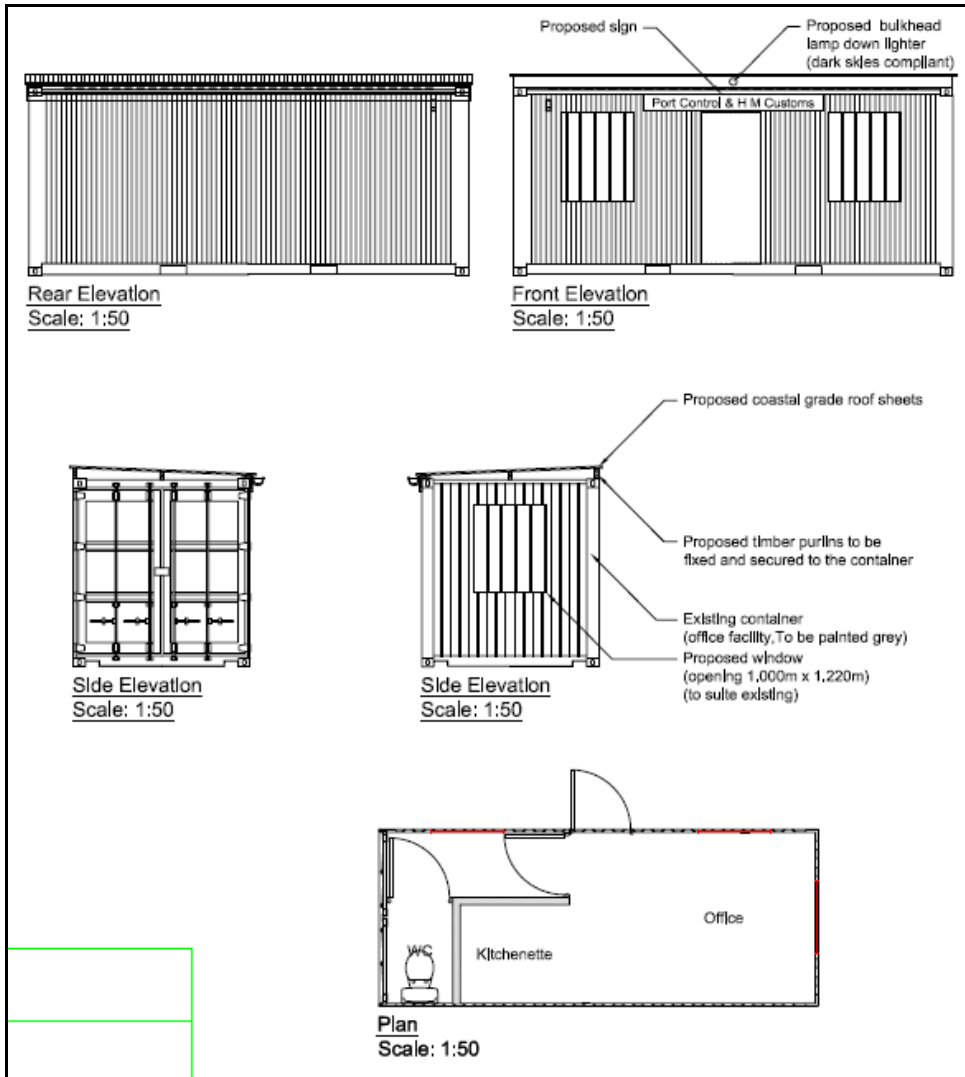 Proposed sign
Proposed bulkhead
lamp down lighter
(dark skies compliant)
Port Control & H M Customs
Rear Elevation
Scale: 1:50
Front Elevation
Scale: 1:50
Proposed coastal grade roof sheets
Proposed timber purlins to be
fixed and secured to the container
Existing container
(office facility,To be painted grey)
Proposed window
(opening 1.000m x 1.220m)
(to suite existing)
Side Elevation
Scale: 1:50
Side Elevation
Scale: 1:50
Office
WC
Kitchenette
Plan
Scale: 1:50